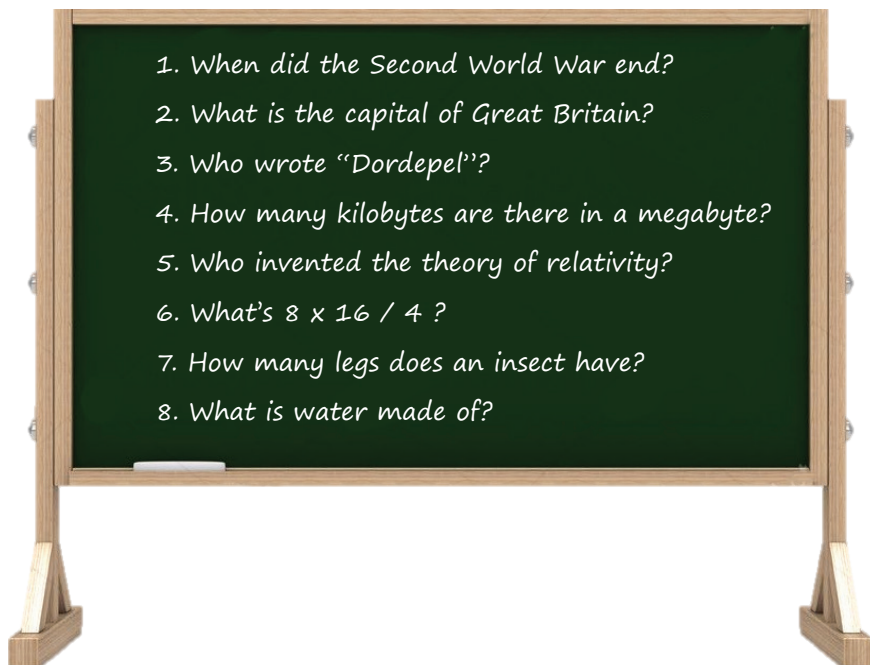 1. When did the Second World War end?
2. What is the capital of Great Britain?
3. Who wrote “Dordepel”?
4. How many kilobytes are there in a megabyte?
5. Who invented the theory of relativity?
6. What's 8 x 16 / 4 ?
7. How many legs does an insect have?
8. What is water made of?